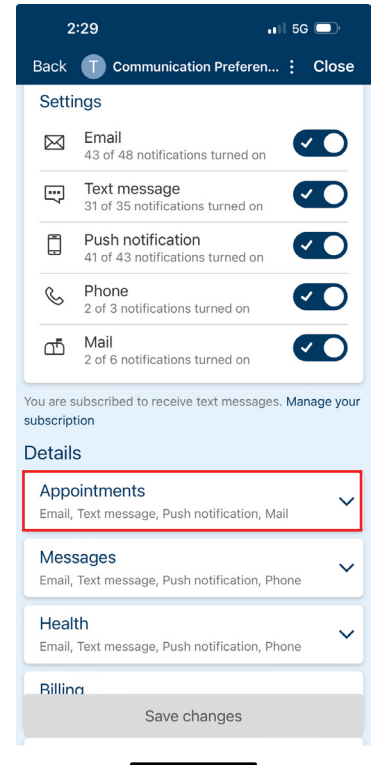 2:29 5G
Back T Communication Preferen... Close
Settings
Email
43 of 48 notifications turned on
Text message
31 of 35 notifications turned on
Push notification
41 of 43 notifications turned on
Phone
2 of 3 notifications turned on
Mail
2 of 6 notifications turned on
You are subscribed to receive text messages. Manage your
subscription
Details
Appointments
Email, Text message, Push notification, Mail
Messages
Email, Text message, Push notification, Phone
Health
Email, Text message, Push notification, Phone
Billing
Save changes